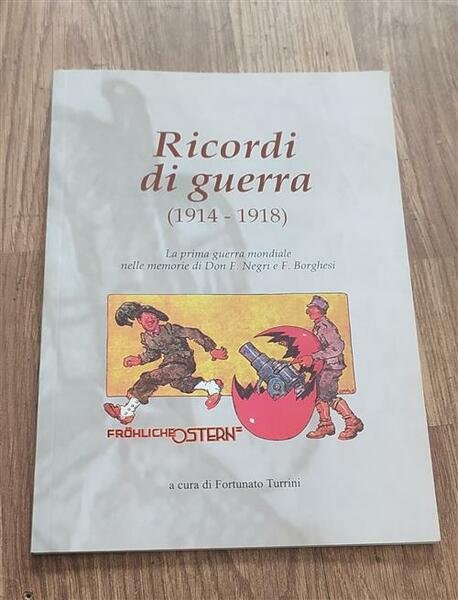 Ricordi
di guerra
(1914 - 1918)
La prima guerra mondiale
nelle memorie di Don F. Negri e F. Borghesi
FRÖHLICHE OSTERN
a cura di Fortunato Turrini